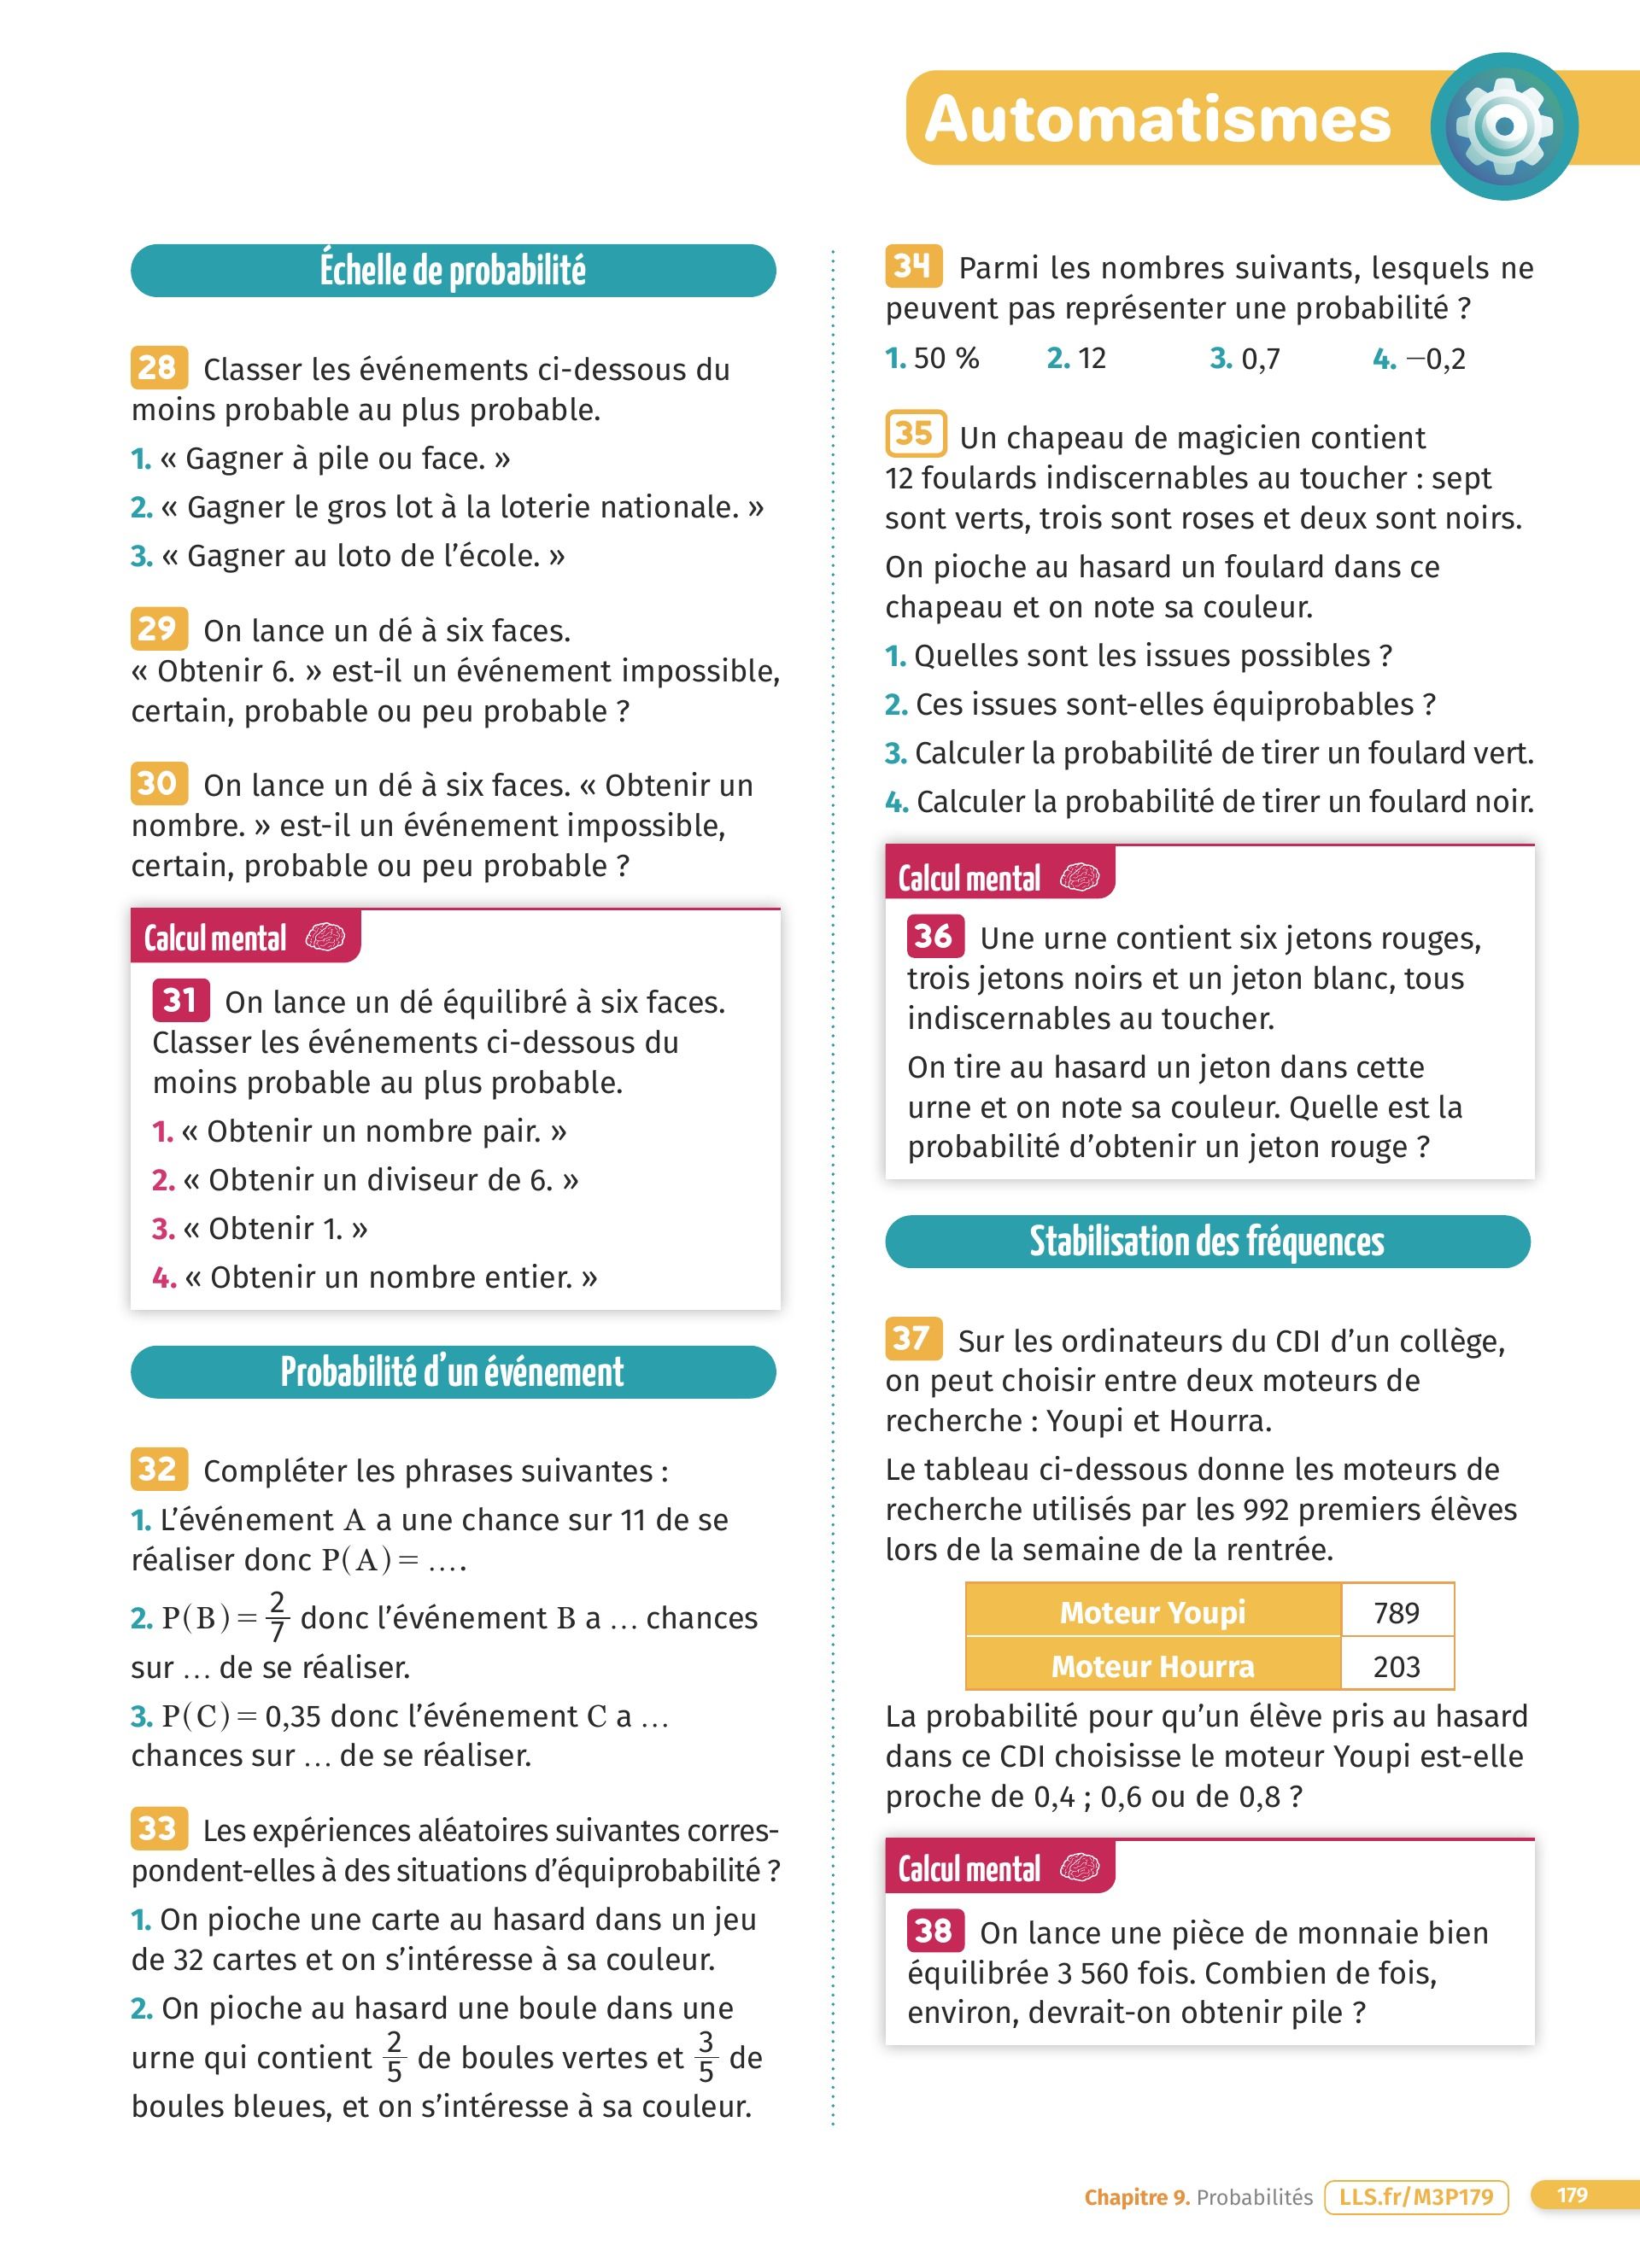 Automatismes
Échelle de probabilité
28 Classer les événements ci-dessous du
moins probable au plus probable.
1. « Gagner à pile ou face. »
2. « Gagner le gros lot à la loterie nationale. »
3. « Gagner au loto de l’école. »
29 On lance un dé à six faces.
« Obtenir 6. » est-il un événement impossible,
certain, probable ou peu probable ?
30 On lance un dé à six faces. « Obtenir un
nombre. » est-il un événement impossible,
certain, probable ou peu probable ?
Calcul mental
31 On lance un dé équilibré à six faces.
Classer les événements ci-dessous du
moins probable au plus probable.
1. « Obtenir un nombre pair. »
2. « Obtenir un diviseur de 6. »
3. « Obtenir 1. »
4. « Obtenir un nombre entier. »
Probabilité d’un événement
32 Compléter les phrases suivantes :
1. L’événement A a une chance sur 11 de se
réaliser donc P(A) = ....
2. P(B) = 2/7 donc l’événement B a ... chances
sur ... de se réaliser.
3. P(C) = 0,35 donc l’événement C a ...
chances sur ... de se réaliser.
33 Les expériences aléatoires suivantes corres-
pondent-elles à des situations d’équiprobabilité ?
1. On pioche une carte au hasard dans un jeu
de 32 cartes et on s’intéresse à sa couleur.
2. On pioche au hasard une boule dans une
urne qui contient 2/5 de boules vertes et 3/5 de
boules bleues, et on s’intéresse à sa couleur.
34 Parmi les nombres suivants, lesquels ne
peuvent pas représenter une probabilité ?
1. 50 % 2. 12 3. 0,7 4. −0,2
35 Un chapeau de magicien contient
12 foulards indiscernables au toucher : sept
sont verts, trois sont roses et deux sont noirs.
On pioche au hasard un foulard dans ce
chapeau et on note sa couleur.
1. Quelles sont les issues possibles ?
2. Ces issues sont-elles équiprobables ?
3. Calculer la probabilité de tirer un foulard vert.
4. Calculer la probabilité de tirer un foulard noir.
Calcul mental
36 Une urne contient six jetons rouges,
trois jetons noirs et un jeton blanc, tous
indiscernables au toucher.
On tire au hasard un jeton dans cette
urne et on note sa couleur. Quelle est la
probabilité d’obtenir un jeton rouge ?
Stabilisation des fréquences
37 Sur les ordinateurs du CDI d’un collège,
on peut choisir entre deux moteurs de
recherche : Youpi et Hourra.
Le tableau ci-dessous donne les moteurs de
recherche utilisés par les 992 premiers élèves
lors de la semaine de la rentrée.
Moteur Youpi 789
Moteur Hourra 203
La probabilité pour qu’un élève pris au hasard
dans ce CDI choisisse le moteur Youpi est-elle
proche de 0,4 ; 0,6 ou de 0,8 ?
Calcul mental
38 On lance une pièce de monnaie bien
équilibrée 3 560 fois. Combien de fois,
environ, devrait-on obtenir pile ?
Chapitre 9. Probabilités LLS.fr/M3P179 179